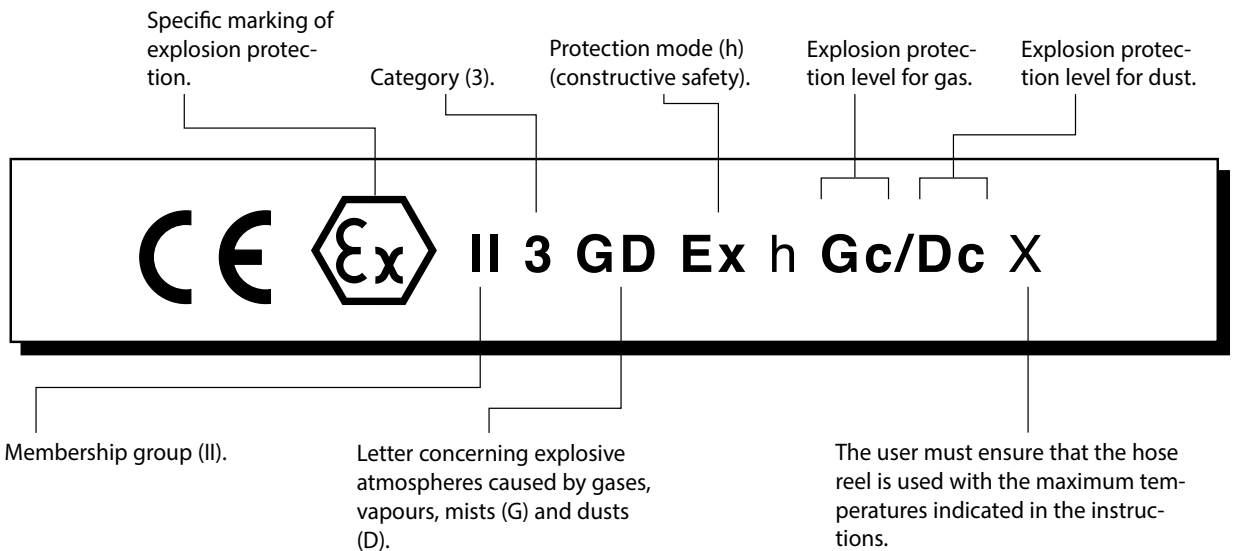 Specific marking of
explosion protec-
tion.
Category (3).
Protection mode (h)
(constructive safety).
Explosion protec-
tion level for gas.
Explosion protec-
tion level for dust.
CE Ex II 3 GD Ex h Gc/Dc X
Membership group (II).
Letter concerning explosive
atmospheres caused by gases,
vapours, mists (G) and dusts
(D).
The user must ensure that the hose
reel is used with the maximum tem-
peratures indicated in the instruc-
tions.